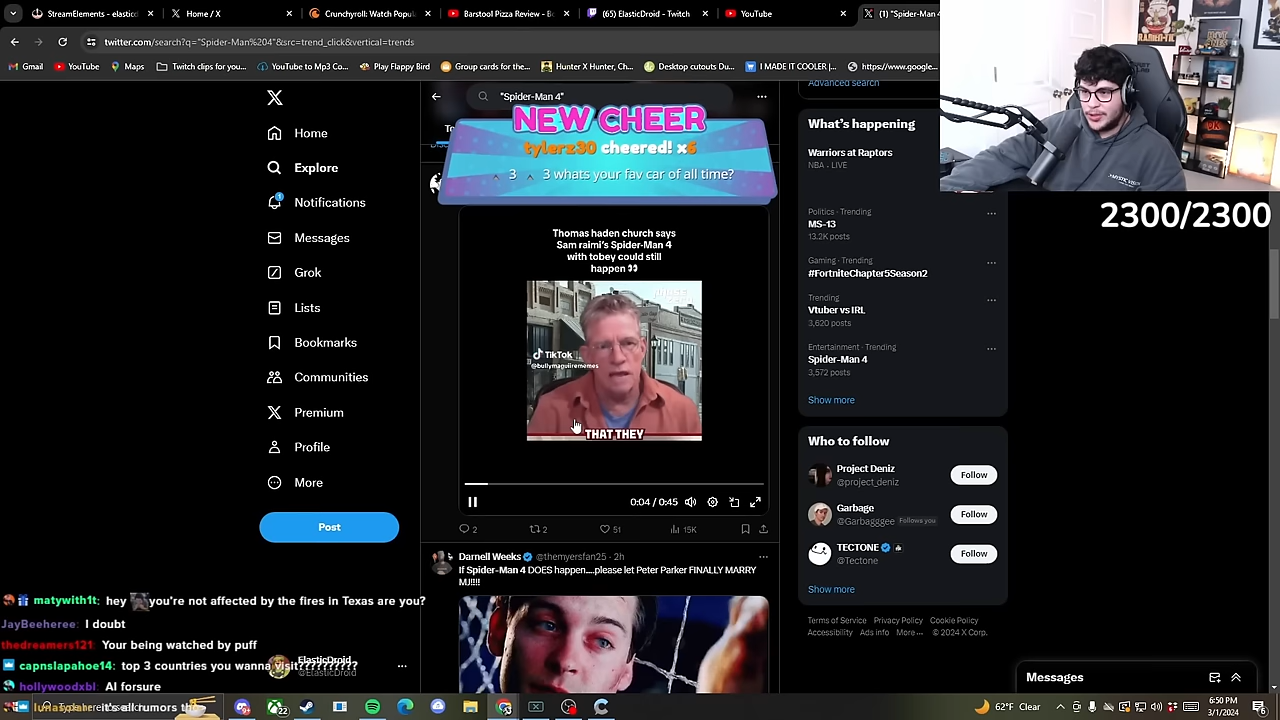 StreamElements - elastic
Home / X
Crunchyroll: Watch Popu
Barstool Pizza Review - B
(65) ElasticDroid - Twitch
YouTube
(1) "Spider-Man 4
twitter.com/search?q="Spider-Man%204"&src=trend_click&vertical=trends
Gmail
YouTube
Maps
Twitch clips for you...
YouTube to Mp3 Co...
Play Flappy Bird
Google cards for eac...
Hunter X Hunter, Ch...
Desktop cutouts Du...
I MADE IT COOLER |...
https://www.google...
"Spider-Man 4"
Home
Explore
1
Notifications
Messages
Grok
Lists
Bookmarks
Communities
Premium
Profile
More
Post
NEW CHEER
tylerz30 cheered! x6
3 3 whats your fav car of all time?
Thomas haden church says
Sam raimi's Spider-Man 4
with tobey could still
happen 👀
TikTok
@bullymaguiirememes
THAT THEY
0:04 / 0:45
2
2
51
15K
Darnell Weeks @themyersfan25 · 2h
If Spider-Man 4 DOES happen....please let Peter Parker FINALLY MARRY
MJ!!!!
Advanced search
What's happening
Warriors at Raptors
NBA · LIVE
Politics · Trending
MS-13
13.2K posts
Gaming · Trending
#FortniteChapter5Season2
Trending
Vtuber vs IRL
3,620 posts
Entertainment · Trending
Spider-Man 4
3,572 posts
Show more
Who to follow
Project Deniz
@project_deniz
Follow
Garbage
@Garbagggee Follows you
Follow
TECTONE
@Tectone
Follow
Show more
Terms of Service Privacy Policy Cookie Policy
Accessibility Ads info More ··· © 2024 X Corp.
2300/2300
Messages
matywith1t: hey you're not affected by the fires in Texas are you?
JayBeeheree: I doubt
thedreamers121: Your being watched by puff
capnslapahoe14: top 3 countries you wanna visit???????
ElasticDroid
@ElasticDroid
hollywoodxbl: AI forsure
it's all rumors
62°F Clear
6:50 PM
3/1/2024